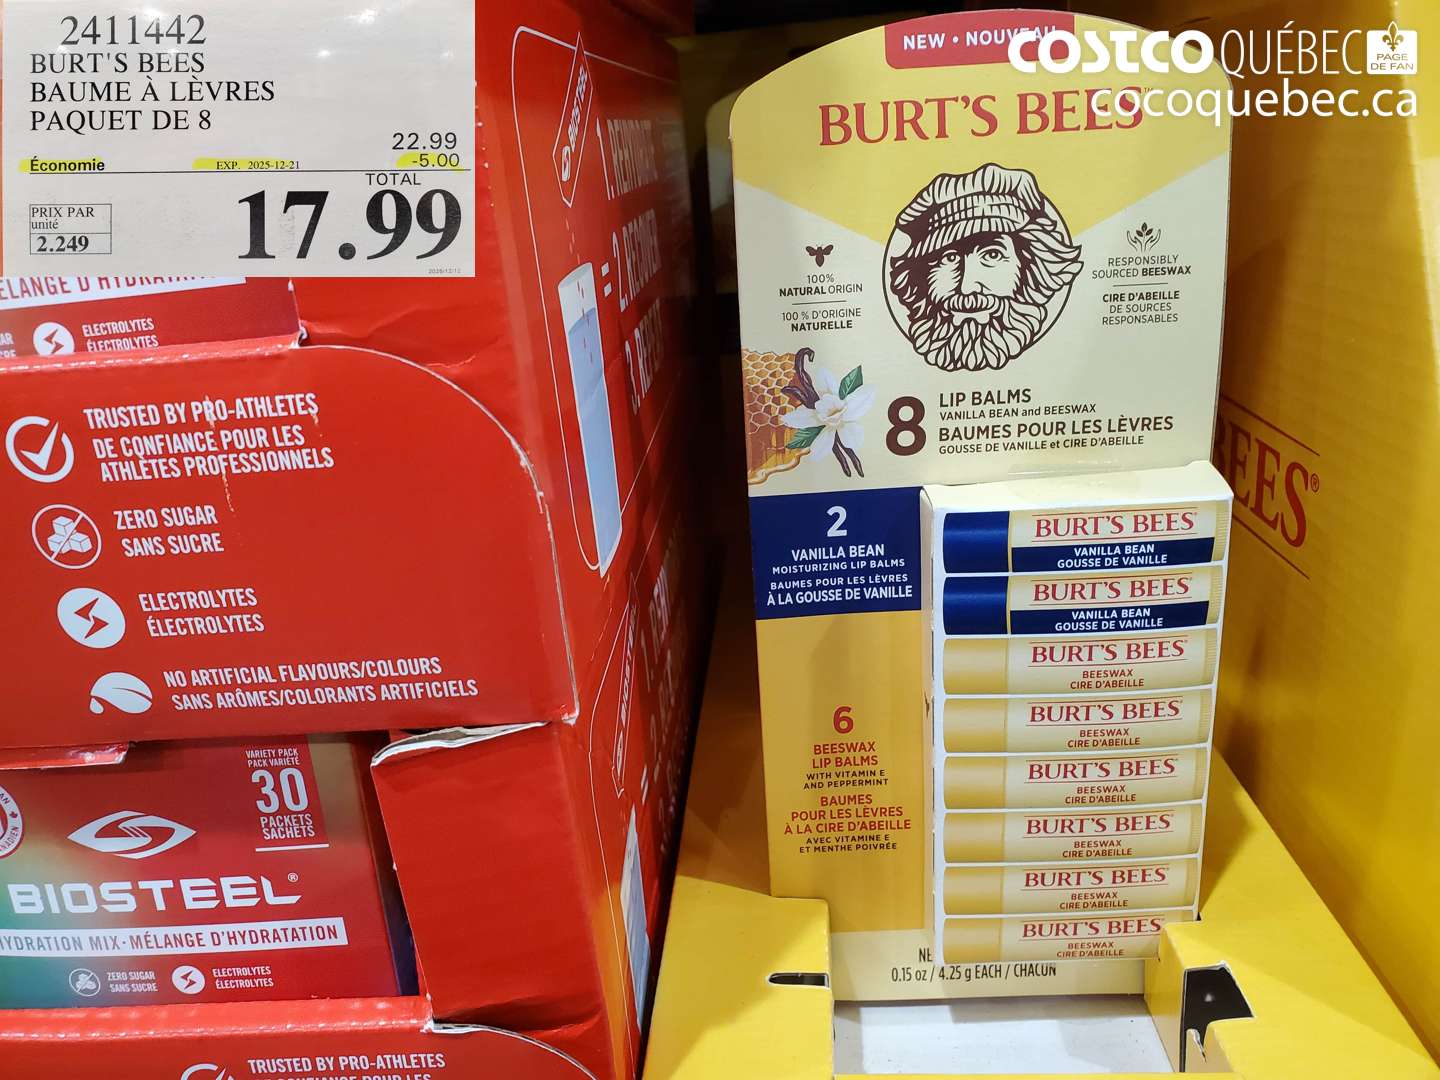 2411442
BURT'S BEES
BAUME À LÈVRES
PAQUET DE 8
22.99
Économie
EXP. 2025-12-21
-5.00
TOTAL
PRIX PAR
unité
2.249
17.99
COSTCO QUÉBEC
PAGE
DE FAN
cocoquebec.ca
NEW • NOUVEAU
BURT'S BEES
100%
NATURAL ORIGIN
100 % D'ORIGINE
NATURELLE
RESPONSIBLY
SOURCED BEESWAX
CIRE D'ABEILLE
DE SOURCES
RESPONSABLES
8
LIP BALMS
VANILLA BEAN and BEESWAX
BAUMES POUR LES LÈVRES
GOUSSE DE VANILLE et CIRE D'ABEILLE
2
VANILLA BEAN
MOISTURIZING LIP BALMS
BAUMES POUR LES LÈVRES
À LA GOUSSE DE VANILLE
6
BEESWAX
LIP BALMS
WITH VITAMIN E
AND PEPPERMINT
BAUMES
POUR LES LÈVRES
À LA CIRE D'ABEILLE
AVEC VITAMINE E
ET MENTHE POIVRÉE
BURT'S BEES
VANILLA BEAN
GOUSSE DE VANILLE
BURT'S BEES
VANILLA BEAN
GOUSSE DE VANILLE
BURT'S BEES
BEESWAX
CIRE D'ABEILLE
BURT'S BEES
BEESWAX
CIRE D'ABEILLE
BURT'S BEES
BEESWAX
CIRE D'ABEILLE
BURT'S BEES
BEESWAX
CIRE D'ABEILLE
BURT'S BEES
BEESWAX
CIRE D'ABEILLE
BURT'S BEES
BEESWAX
CIRE D'ABEILLE
0.15 oz / 4.25 g EACH / CHACUN
BEES®
ELECTROLYTES
ÉLECTROLYTES
TRUSTED BY PRO-ATHLETES
DE CONFIANCE POUR LES
ATHLÈTES PROFESSIONNELS
ZERO SUGAR
SANS SUCRE
ELECTROLYTES
ÉLECTROLYTES
NO ARTIFICIAL FLAVOURS/COLOURS
SANS ARÔMES/COLORANTS ARTIFICIELS
BIOSTEEL
1. REHYDRATE
2. RECOVER
3. REPEAT
VARIETY PACK
PACK VARIÉTÉ
30
PACKETS
SACHETS
BIOSTEEL®
HYDRATION MIX · MÉLANGE D'HYDRATATION
ZERO SUGAR
SANS SUCRE
ELECTROLYTES
ÉLECTROLYTES
TRUSTED BY PRO-ATHLETES